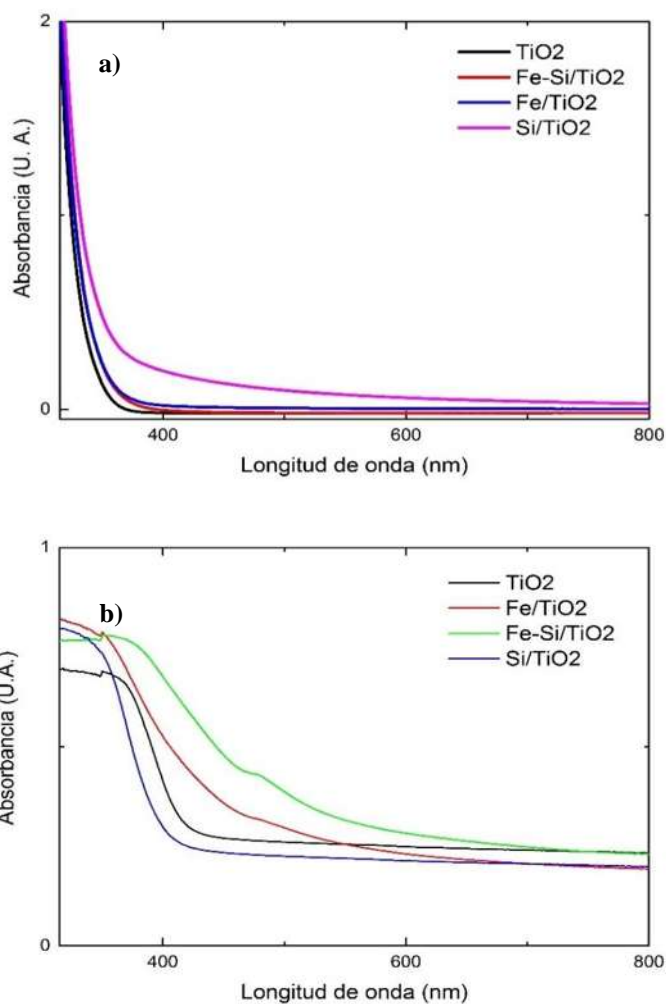 2
a)
TiO2
Fe-Si/TiO2
Fe/TiO2
Si/TiO2
Absorbancia (U. A.)
0
400
600
800
Longitud de onda (nm)
1
b)
TiO2
Fe/TiO2
Fe-Si/TiO2
Si/TiO2
Absorbancia (U.A.)
0
400
600
800
Longitud de onda (nm)